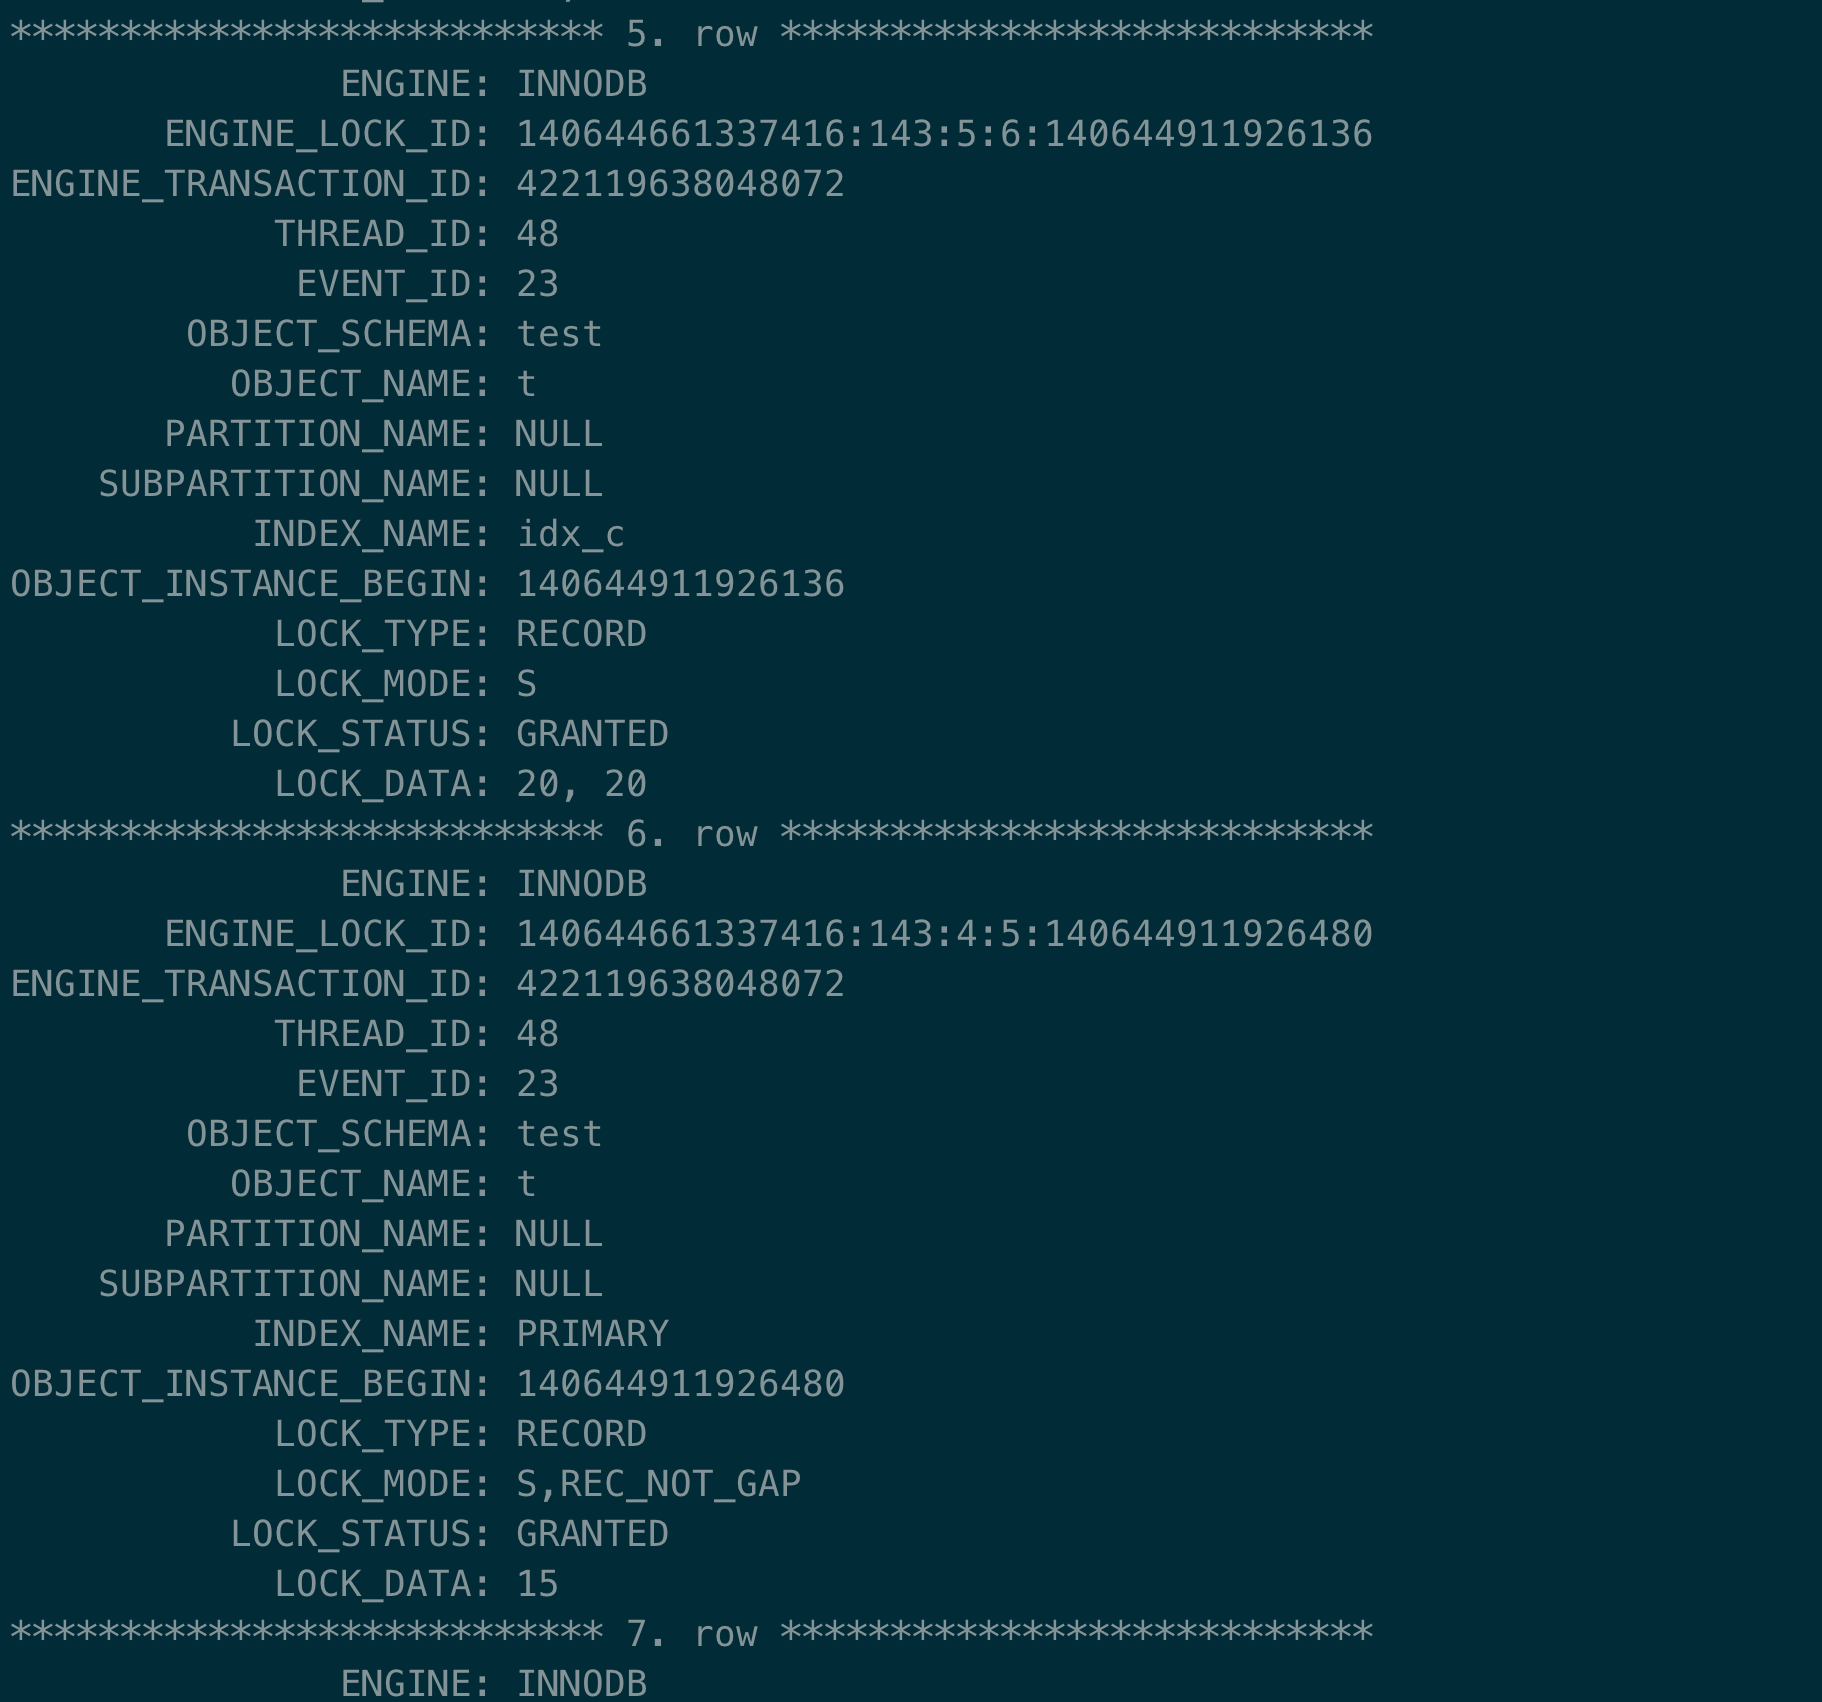 *************************** 5. row ***************************
ENGINE: INNODB
ENGINE_LOCK_ID: 140644661337416:143:5:6:140644911926136
ENGINE_TRANSACTION_ID: 422119638048072
THREAD_ID: 48
EVENT_ID: 23
OBJECT_SCHEMA: test
OBJECT_NAME: t
PARTITION_NAME: NULL
SUBPARTITION_NAME: NULL
INDEX_NAME: idx_c
OBJECT_INSTANCE_BEGIN: 140644911926136
LOCK_TYPE: RECORD
LOCK_MODE: S
LOCK_STATUS: GRANTED
LOCK_DATA: 20, 20
*************************** 6. row ***************************
ENGINE: INNODB
ENGINE_LOCK_ID: 140644661337416:143:4:5:140644911926480
ENGINE_TRANSACTION_ID: 422119638048072
THREAD_ID: 48
EVENT_ID: 23
OBJECT_SCHEMA: test
OBJECT_NAME: t
PARTITION_NAME: NULL
SUBPARTITION_NAME: NULL
INDEX_NAME: PRIMARY
OBJECT_INSTANCE_BEGIN: 140644911926480
LOCK_TYPE: RECORD
LOCK_MODE: S,REC_NOT_GAP
LOCK_STATUS: GRANTED
LOCK_DATA: 15
*************************** 7. row ***************************
ENGINE: INNODB